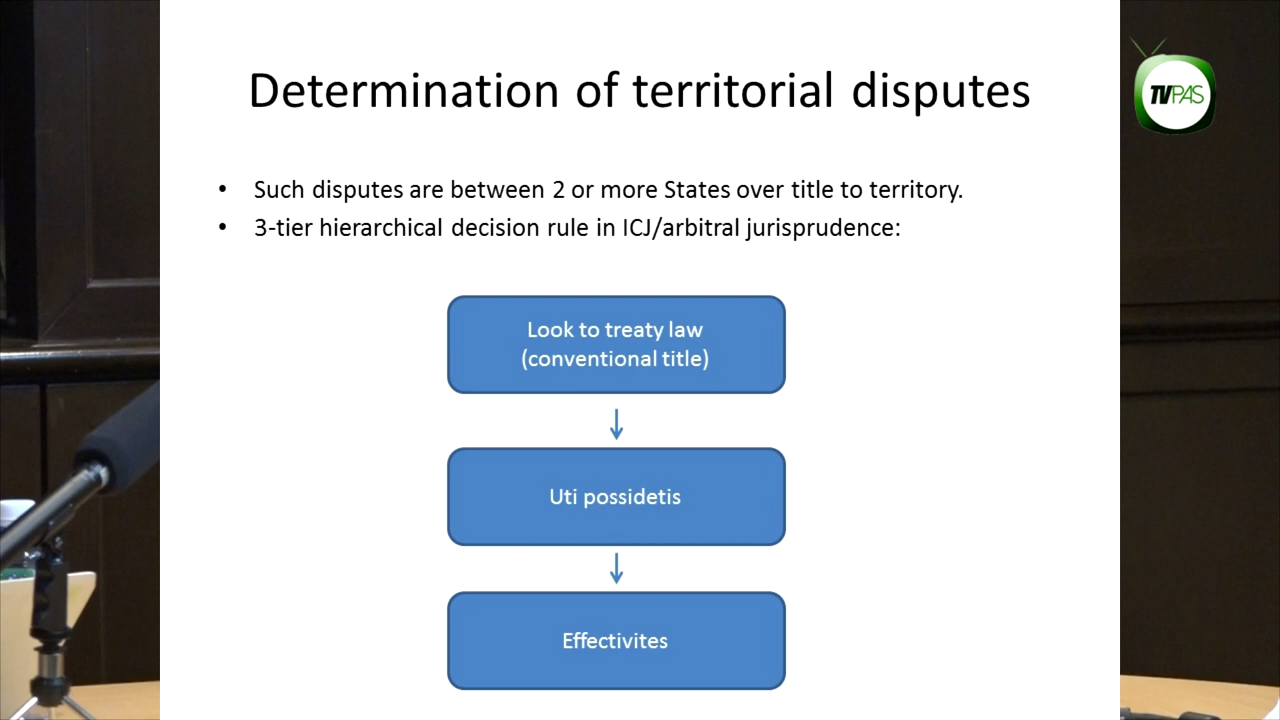 Determination of territorial disputes
TVPAS
• Such disputes are between 2 or more States over title to territory.
• 3-tier hierarchical decision rule in ICJ/arbitral jurisprudence:
Look to treaty law
(conventional title)
Uti possidetis
Effectivites